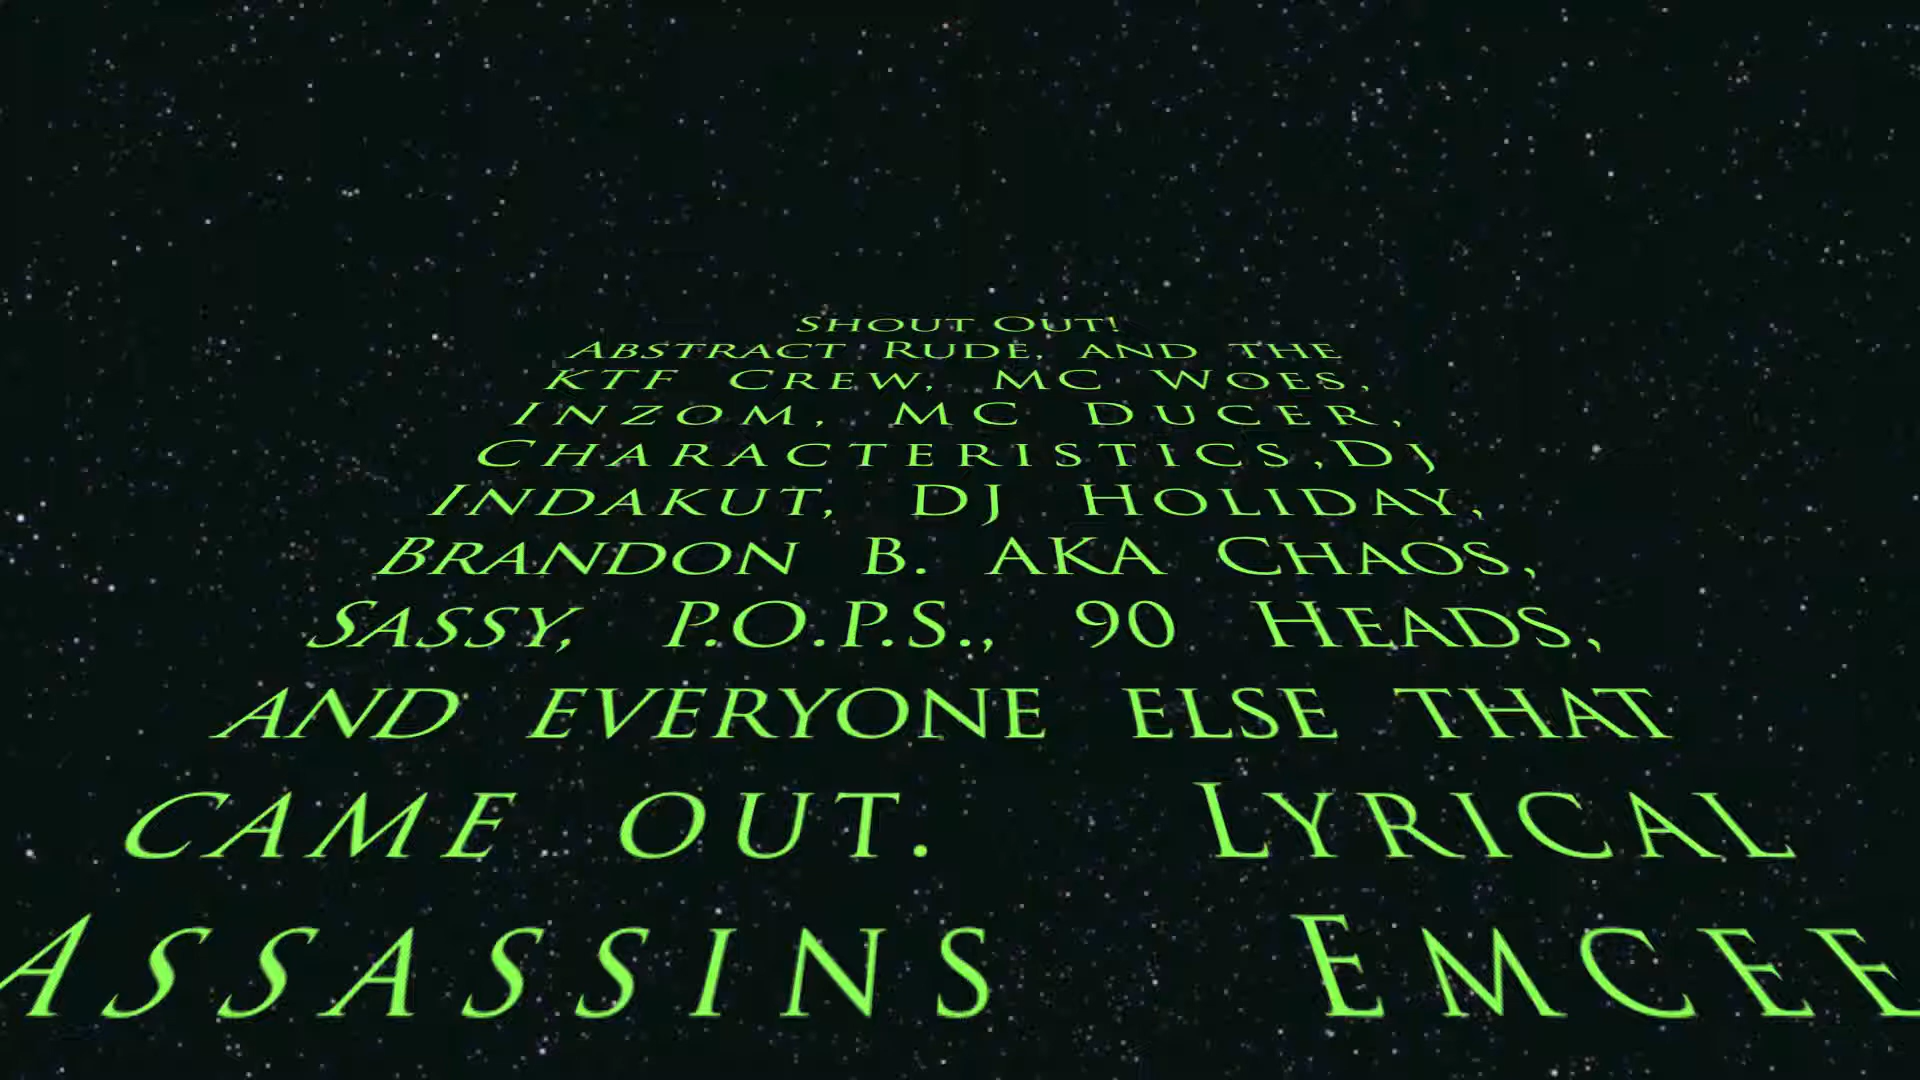 Shout Out!
Abstract Rude, and the
KTF Crew, MC Woes,
Inzom, MC Ducer,
Characteristics,Dj
Indakut, DJ Holiday,
Brandon B. AKA Chaos,
Sassy, P.O.P.S., 90 Heads,
and everyone else that
came out. Lyrical
Assassins Emcee